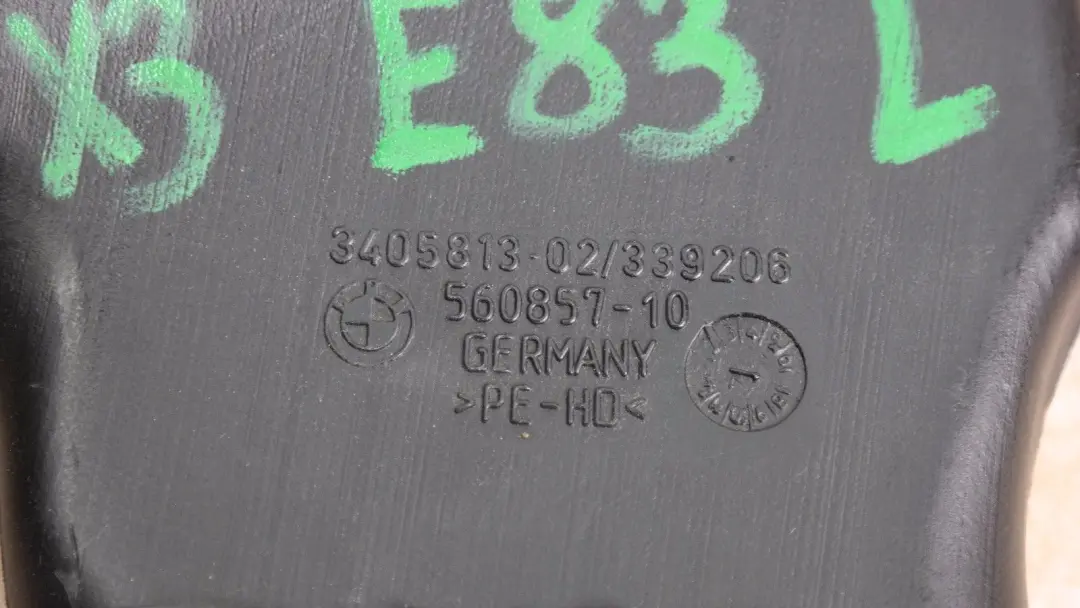 X3 E83 L
3405813-02/339206
560857-10
GERMANY
>PE-HD<